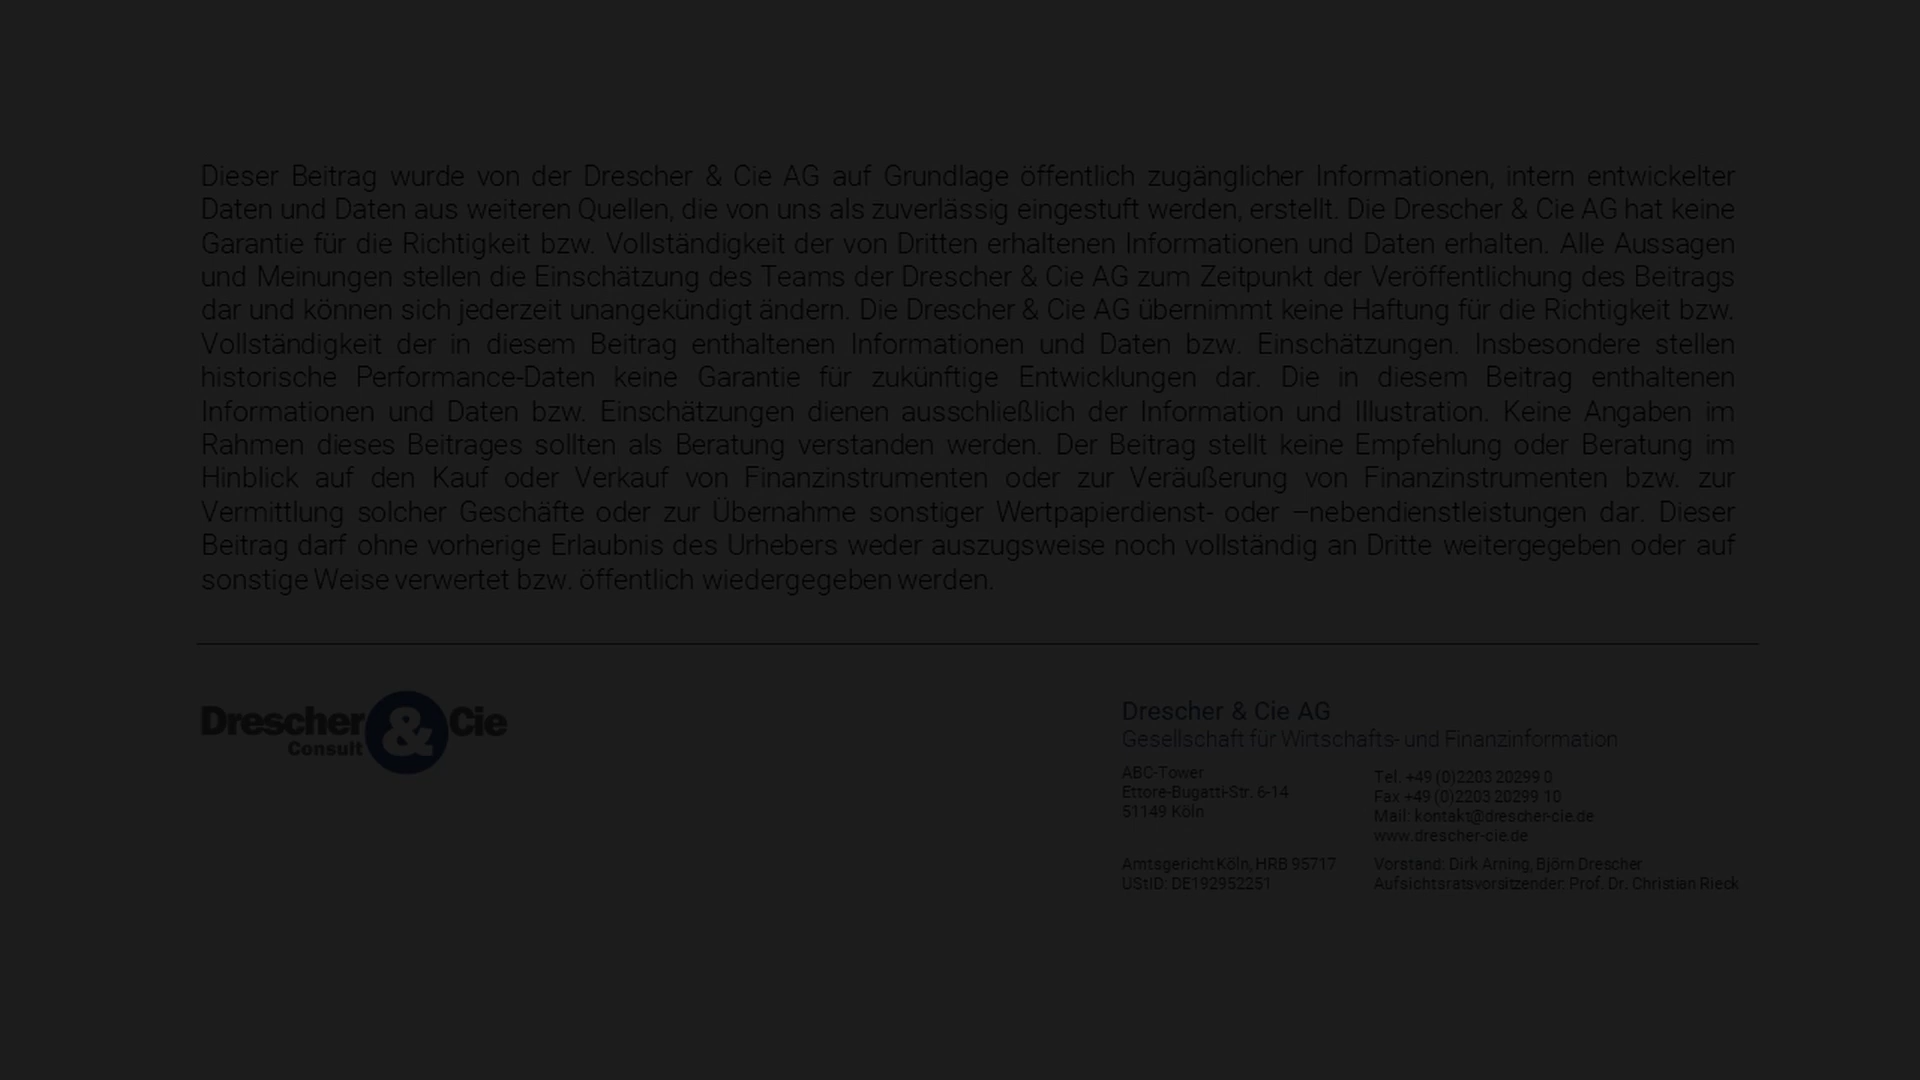 Dieser Beitrag wurde von der Drescher & Cie AG auf Grundlage öffentlich zugänglicher Informationen, intern entwickelter
Daten und Daten aus weiteren Quellen, die von uns als zuverlässig eingestuft werden, erstellt. Die Drescher & Cie AG hat keine
Garantie für die Richtigkeit bzw. Vollständigkeit der von Dritten erhaltenen Informationen und Daten erhalten. Alle Aussagen
und Meinungen stellen die Einschätzung des Teams der Drescher & Cie AG zum Zeitpunkt der Veröffentlichung des Beitrags
dar und können sich jederzeit unangekündigt ändern. Die Drescher & Cie AG übernimmt keine Haftung für die Richtigkeit bzw.
Vollständigkeit der in diesem Beitrag enthaltenen Informationen und Daten bzw. Einschätzungen. Insbesondere stellen
historische Performance-Daten keine Garantie für zukünftige Entwicklungen dar. Die in diesem Beitrag enthaltenen
Informationen und Daten bzw. Einschätzungen dienen ausschließlich der Information und Illustration. Keine Angaben im
Rahmen dieses Beitrages sollten als Beratung verstanden werden. Der Beitrag stellt keine Empfehlung oder Beratung im
Hinblick auf den Kauf oder Verkauf von Finanzinstrumenten oder zur Veräußerung von Finanzinstrumenten bzw. zur
Vermittlung solcher Geschäfte oder zur Übernahme sonstiger Wertpapierdienst- oder –nebendienstleistungen dar. Dieser
Beitrag darf ohne vorherige Erlaubnis des Urhebers weder auszugsweise noch vollständig an Dritte weitergegeben oder auf
sonstige Weise verwertet bzw. öffentlich wiedergegeben werden.
Drescher & Cie
Consult
Drescher & Cie AG
Gesellschaft für Wirtschafts- und Finanzinformation
ABC-Tower
Ettore-Bugatti-Str. 6-14
51149 Köln
Tel. +49 (0)2203 20299 0
Fax +49 (0)2203 20299 10
Mail: kontakt@drescher-cie.de
www.drescher-cie.de
Amtsgericht Köln, HRB 95717
UStID: DE192952251
Vorstand: Dirk Arning, Björn Drescher
Aufsichtsratsvorsitzender: Prof. Dr. Christian Rieck